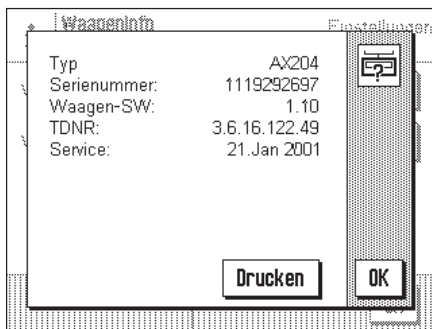 Waageninfo Einstellungen
Typ AX204
Serienummer: 1119292697
Waagen-SW: 1.10
TDNR: 3.6.16.122.49
Service: 21.Jan 2001
Drucken OK